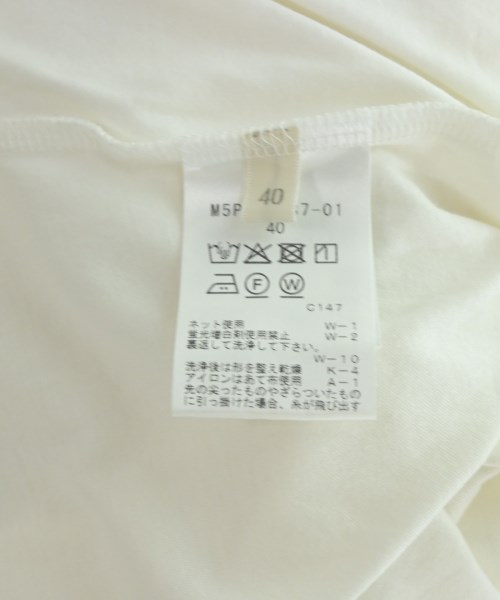 40
M5P 37-01
40
F W
C147
ネット使用 W-1
蛍光増白剤使用禁止 W-2
裏返して洗浄して下さい。
W-10
洗浄後は形を整え乾燥 K-4
アイロンはあて布使用 A-1
先の尖ったものやざらついたもの
に引っ掛けた場合、糸が飛び出す